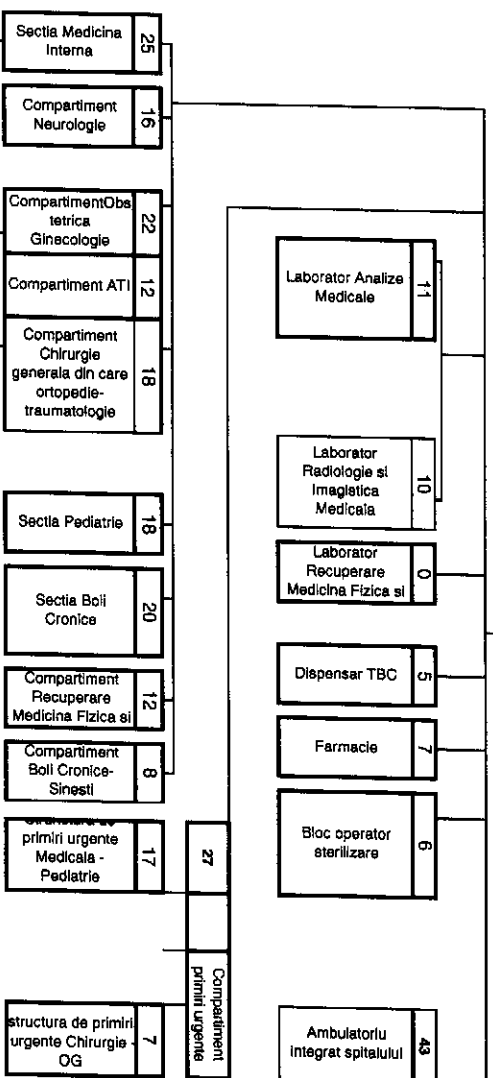 Sectia Medicina
Interna
25
Compartiment
Neurologie
16
CompartimentObs
tetrica
Ginecologie
22
Compartiment ATI
12
Compartiment
Chirurgie
generala din care
ortopedie-
traumatologie
18
Sectia Pediatrie
18
Sectia Boli
Cronice
20
Compartiment
Recuperare
Medicina Fizica si
12
Compartiment
Boli Cronice-
Sinesti
8
primiri urgente
Medicala -
Pediatrie
17
structura de primiri
urgente Chirurgie -
OG
7
27
Compartiment
primiri urgente
Laborator Analize
Medicale
11
Laborator
Radiologie si
Imagistica
Medicala
10
Laborator
Recuperare
Medicina Fizica si
0
Dispensar TBC
5
Farmacie
7
Bloc operator
sterilizare
6
Ambulatoriu
integrat spitalului
43